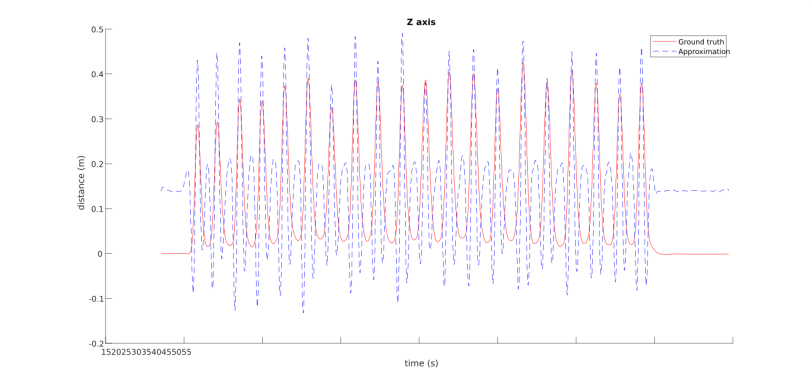 Z axis
0.5
Ground truth
Approximation
0.4
0.3
0.2
distance (m)
0.1
0
-0.1
-0.2
152025303540455055
time (s)